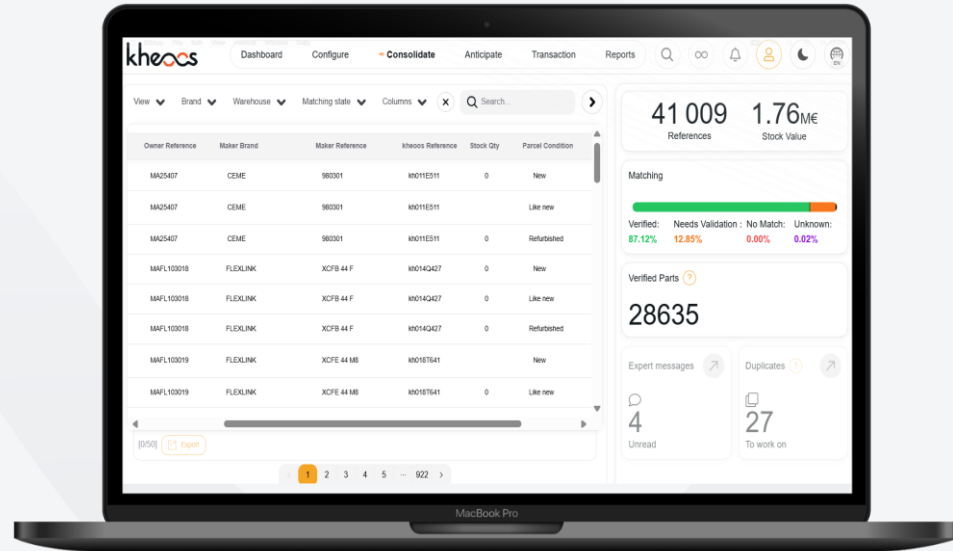 kheoos
Dashboard Configure Consolidate Anticipate Transaction Reports EN
View Brand Warehouse Matching state Columns X Search..
Owner Reference Maker Brand Maker Reference kheoos Reference Stock Qty Parcel Condition
MA25407 CEME 980301 kh011E511 0 New
MA25407 CEME 980301 kh011E511 Like new
MA25407 CEME 980301 kh011E511 0 Refurbished
MAFL103018 FLEXLINK XCFB 44 F kh014Q427 0 New
MAFL103018 FLEXLINK XCFB 44 F kh014Q427 0 Like new
MAFL103018 FLEXLINK XCFB 44 F kh014Q427 0 Refurbished
MAFL103019 FLEXLINK XCFE 44 M8 kh018T641 New
MAFL103019 FLEXLINK XCFE 44 M8 kh018T641 0 Like new
[0/50] Export
1 2 3 4 5 ... 922
41 009 1.76M€
References Stock Value
Matching
Verified: Needs Validation : No Match: Unknown:
87.12% 12.85% 0.00% 0.02%
Verified Parts ?
28635
Expert messages Duplicates
4 27
Unread To work on
MacBook Pro